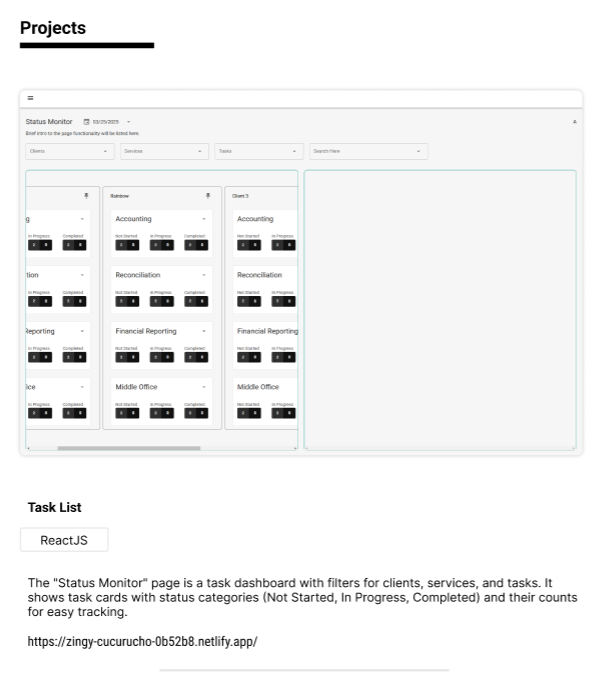 Projects
Status Monitor 03/25/2025
Brief intro to the page functionality will be listed here.
Clients Services Tasks Search Here
Rainbow Client 3
g Accounting Accounting
In Progress Completed Not Started In Progress Completed Not Started In Progress
tion Reconciliation Reconciliation
In Progress Completed Not Started In Progress Completed Not Started In Progress
Reporting Financial Reporting Financial Reporting
In Progress Completed Not Started In Progress Completed Not Started In Progress
ice Middle Office Middle Office
In Progress Completed Not Started In Progress Completed Not Started In Progress
Task List
ReactJS
The "Status Monitor" page is a task dashboard with filters for clients, services, and tasks. It
shows task cards with status categories (Not Started, In Progress, Completed) and their counts
for easy tracking.
https://zingy-cucurucho-0b52b8.netlify.app/